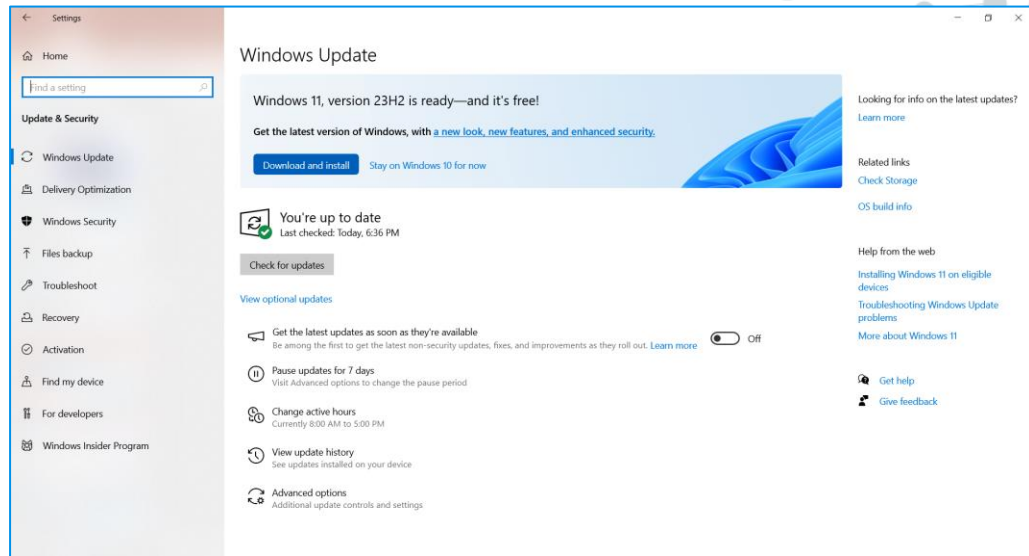 Settings
Home
Find a setting
Update & Security
Windows Update
Delivery Optimization
Windows Security
Files backup
Troubleshoot
Recovery
Activation
Find my device
For developers
Windows Insider Program
Windows Update
Windows 11, version 23H2 is ready—and it's free!
Get the latest version of Windows, with a new look, new features, and enhanced security.
Download and install
Stay on Windows 10 for now
You're up to date
Last checked: Today, 6:36 PM
Check for updates
View optional updates
Get the latest updates as soon as they're available
Be among the first to get the latest non-security updates, fixes, and improvements as they roll out. Learn more
Off
Pause updates for 7 days
Visit Advanced options to change the pause period
Change active hours
Currently 8:00 AM to 5:00 PM
View update history
See updates installed on your device
Advanced options
Additional update controls and settings
Looking for info on the latest updates?
Learn more
Related links
Check Storage
OS build info
Help from the web
Installing Windows 11 on eligible
devices
Troubleshooting Windows Update
problems
More about Windows 11
Get help
Give feedback